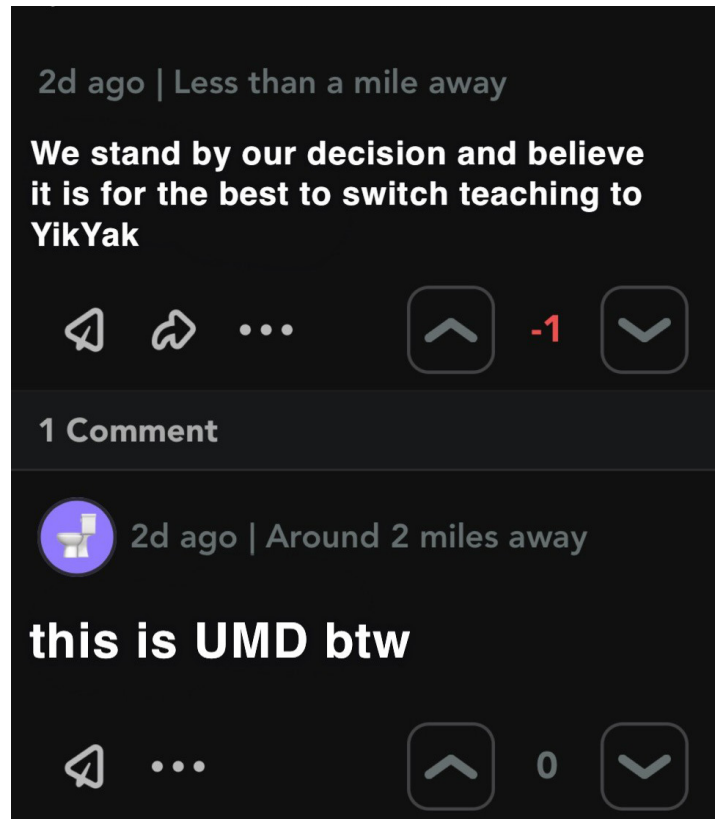 2d ago | Less than a mile away
We stand by our decision and believe
it is for the best to switch teaching to
YikYak
-1
1 Comment
2d ago | Around 2 miles away
this is UMD btw
0